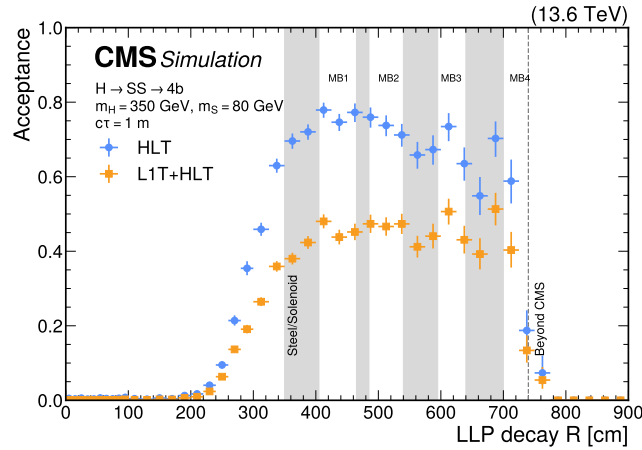 (13.6 TeV)
CMS Simulation
H → SS → 4b
m_H = 350 GeV, m_S = 80 GeV
cτ = 1 m
HLT
L1T+HLT
MB1 MB2 MB3 MB4
Steel/Solenoid
Beyond CMS
Acceptance
1.0
0.8
0.6
0.4
0.2
0.0
0 100 200 300 400 500 600 700 800 900
LLP decay R [cm]